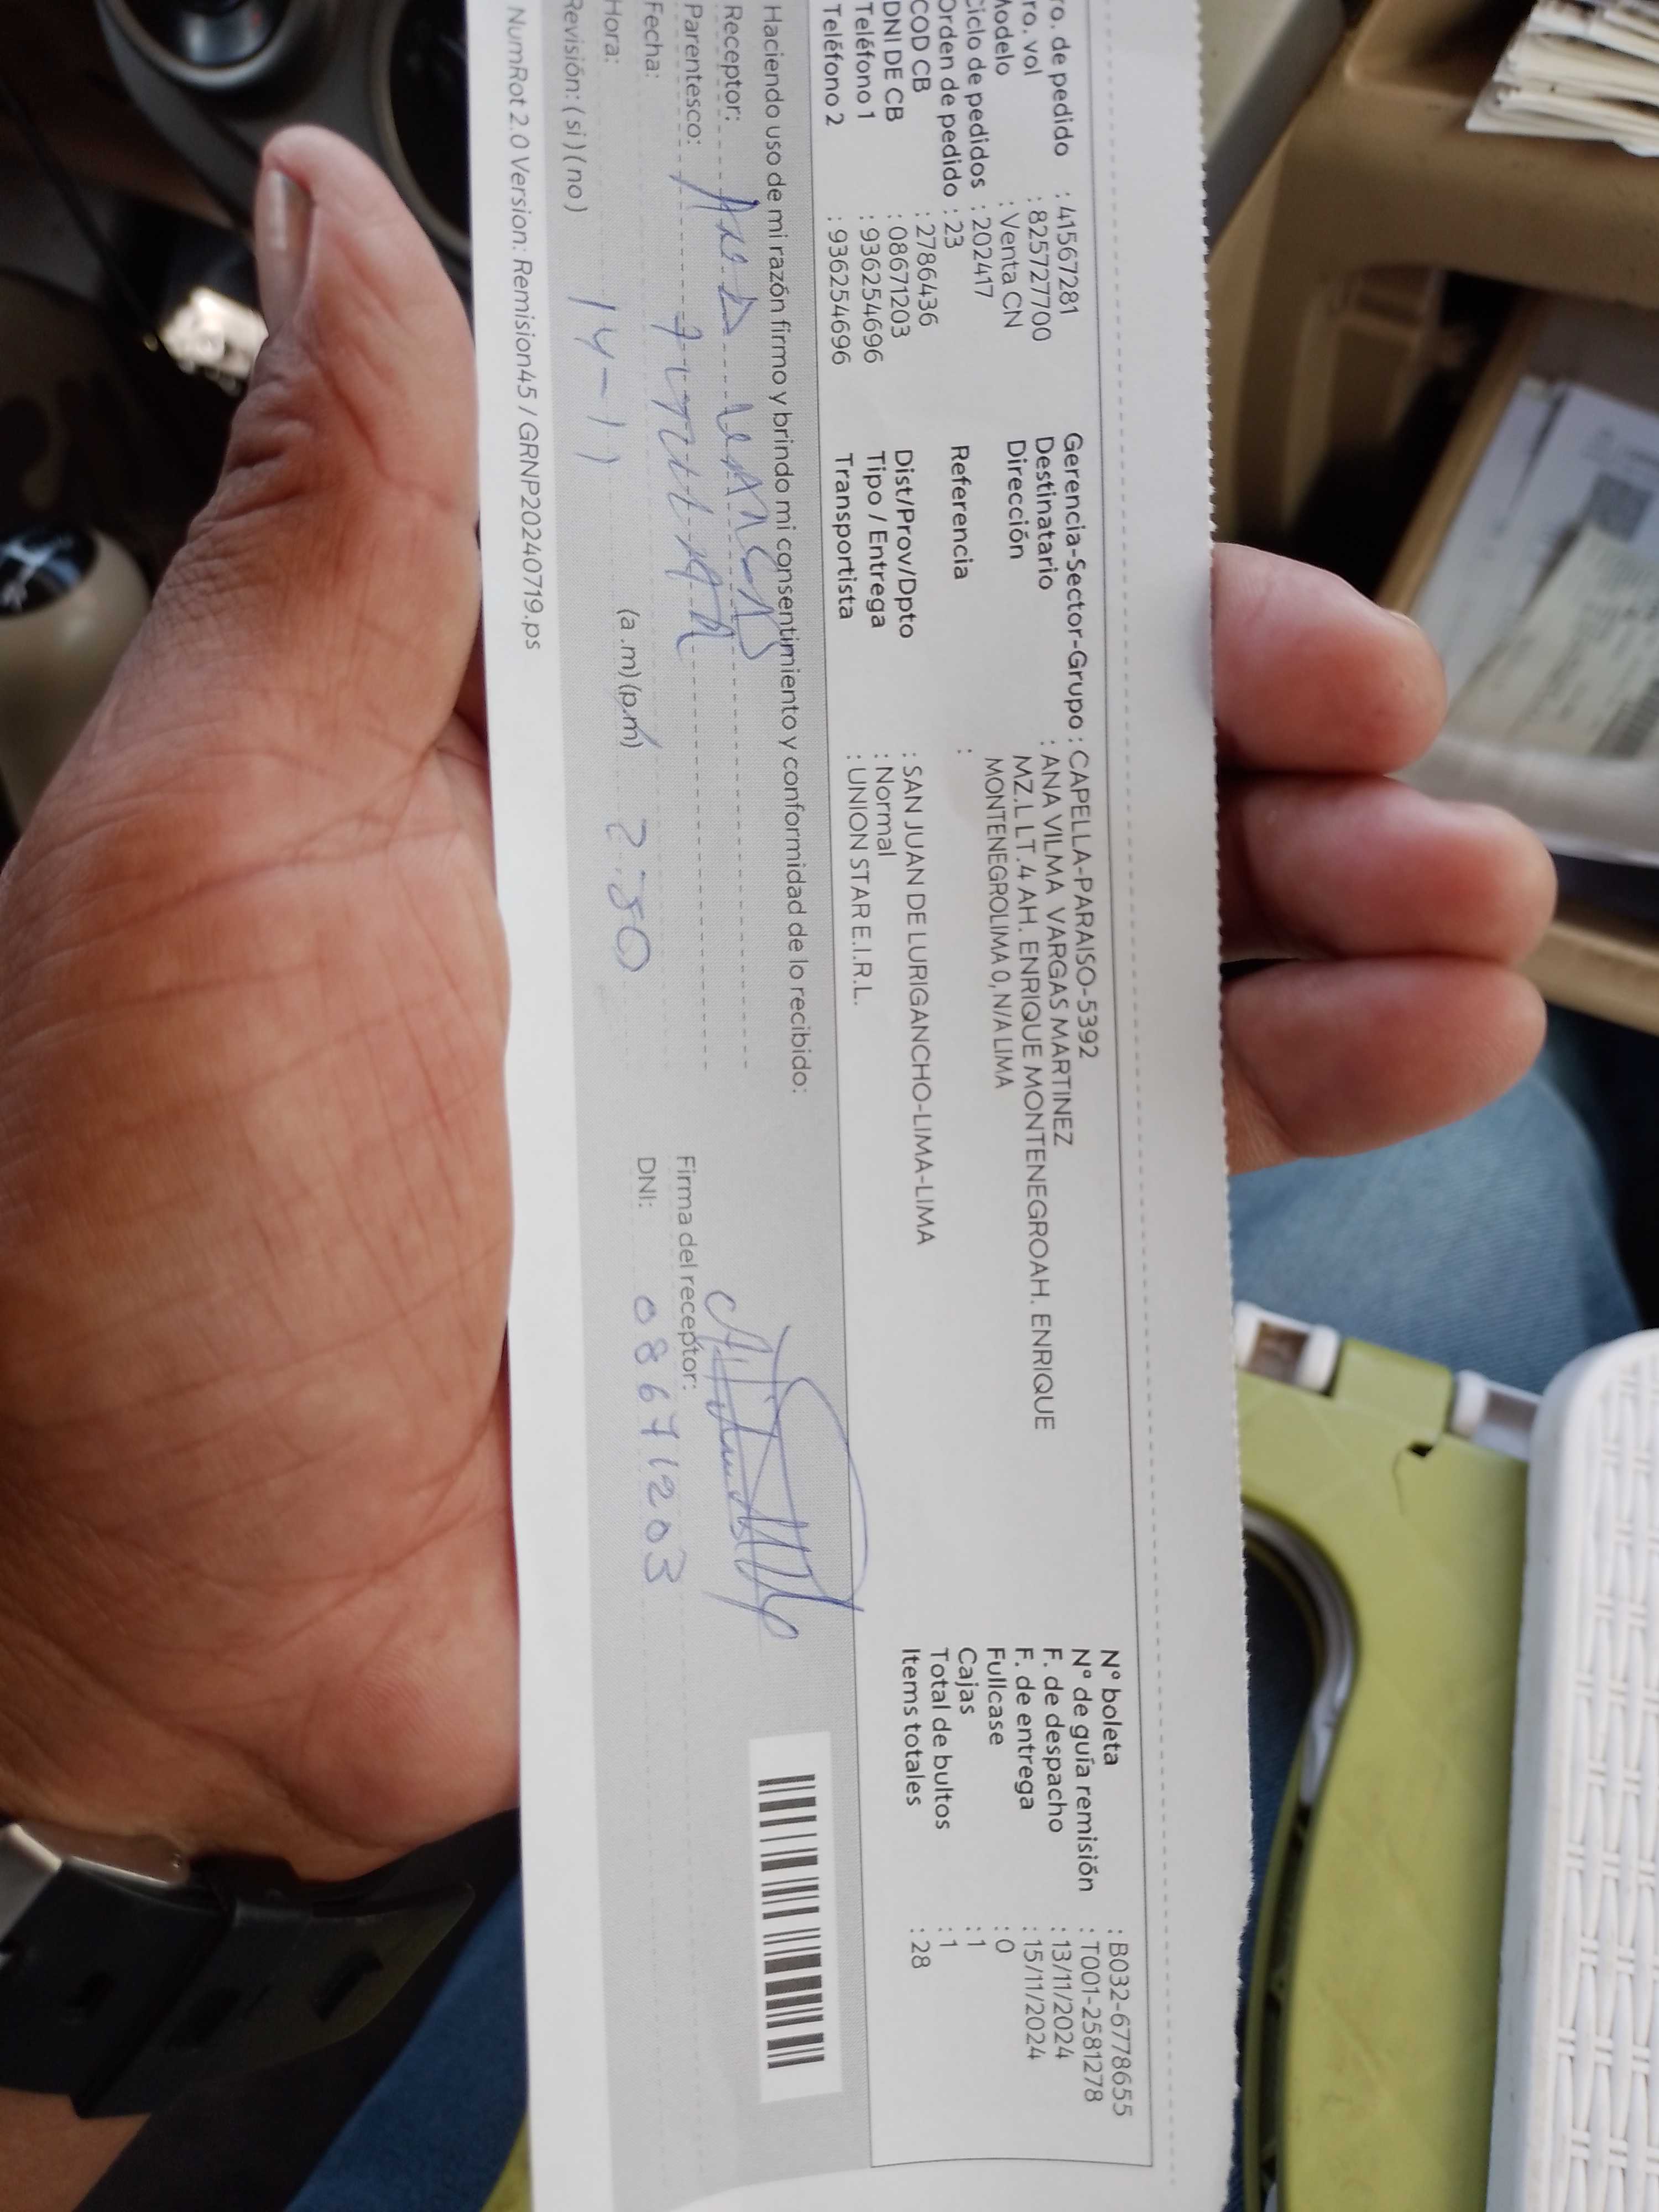 ro. de pedido : 41567281
ro. vol : 825727700
Modelo : Venta CN
Ciclo de pedidos : 202417
Orden de pedido : 23
COD CB : 2786436
DNI DE CB : 08671203
Teléfono 1 : 936254696
Teléfono 2 : 936254696
Gerencia-Sector-Grupo : CAPELLA-PARAISO-5392
Destinatario : ANA VILMA VARGAS MARTINEZ
Dirección MZ.L LT.4 AH. ENRIQUE MONTENEGROAH. ENRIQUE
MONTENEGROLIMA 0, N/A LIMA
Referencia :
Dist/Prov/Dpto : SAN JUAN DE LURIGANCHO-LIMA-LIMA
Tipo / Entrega : Normal
Transportista : UNION STAR E.I.R.L.
N° boleta : B032-6778655
N° de guía remisión : T001-2581278
F. de despacho : 13/11/2024
F. de entrega : 15/11/2024
Fullcase : 0
Cajas : 1
Total de bultos : 1
Items totales : 28
Haciendo uso de mi razón firmo y brindo mi consentimiento y conformidad de lo recibido:
Receptor:
Parentesco:
Fecha: 14-11
Hora: (a.m) (p.m) 2:50
Revisión: ( si ) ( no )
Firma del receptor:
DNI: 08671203
NumRot 2.0 Version: Remision45 / GRNP20240719.ps